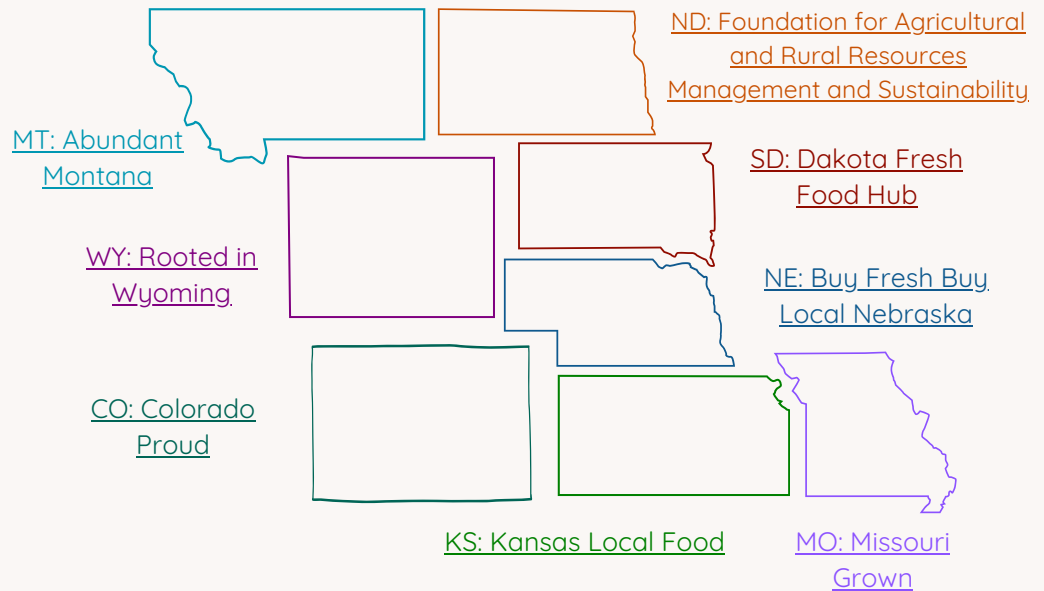 ND: Foundation for Agricultural
and Rural Resources
Management and Sustainability
MT: Abundant
Montana
SD: Dakota Fresh
Food Hub
WY: Rooted in
Wyoming
NE: Buy Fresh Buy
Local Nebraska
CO: Colorado
Proud
KS: Kansas Local Food
MO: Missouri
Grown